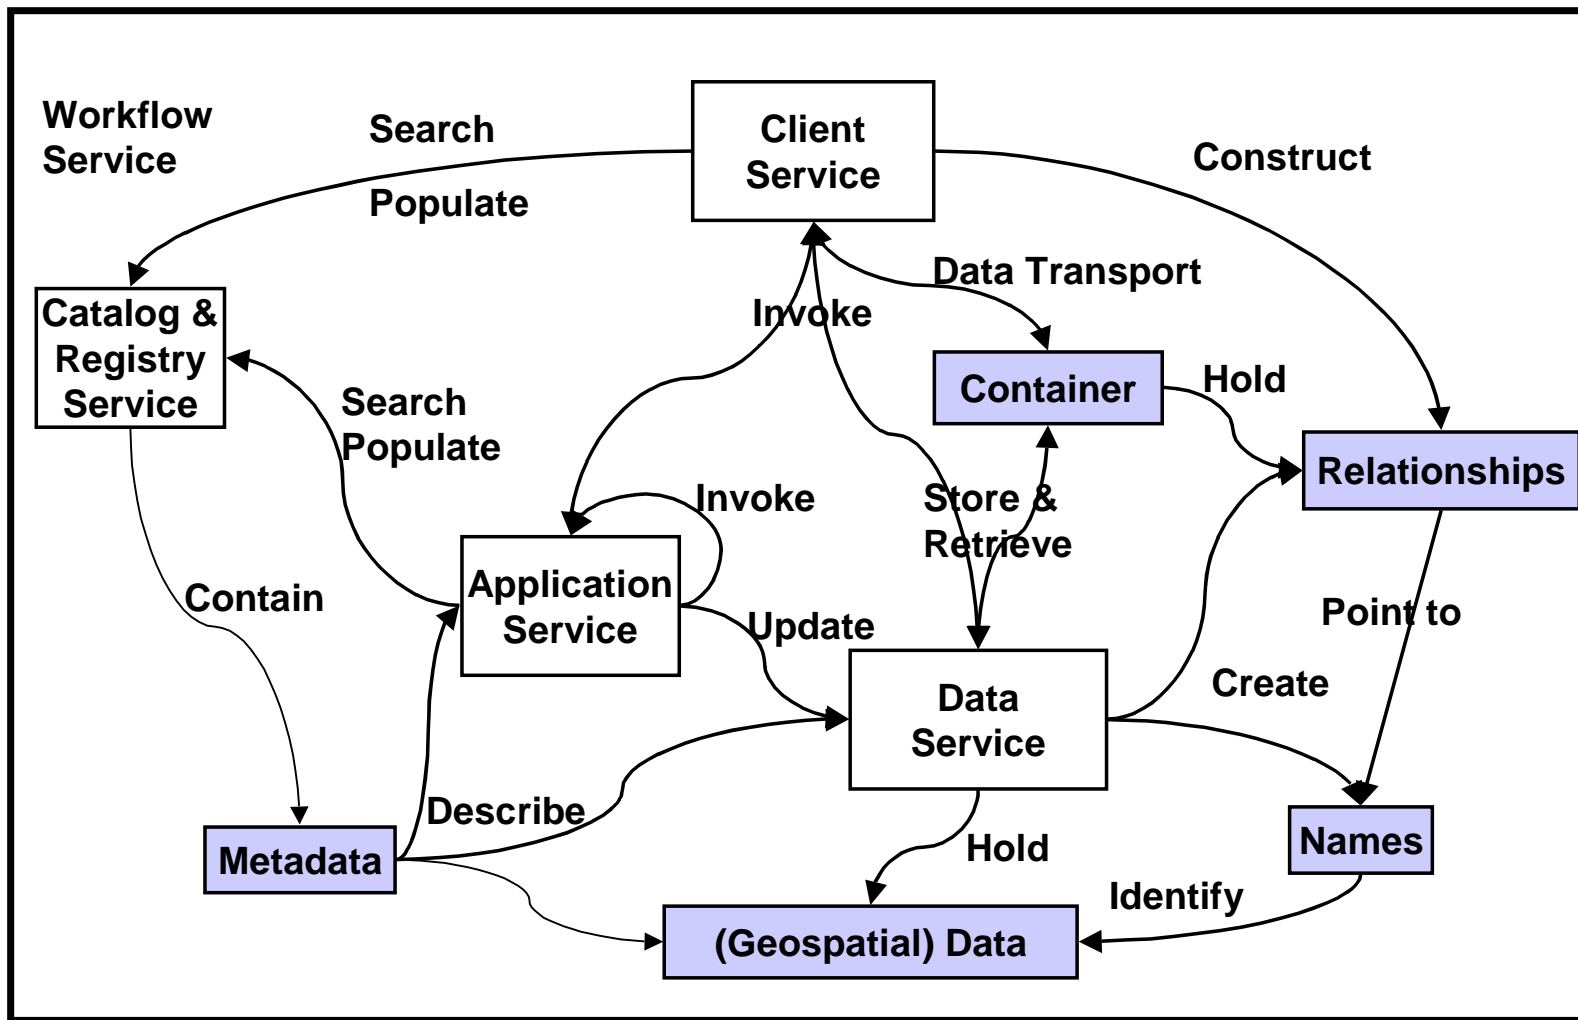 Workflow
Service
Search
Populate
Client
Service
Construct
Data Transport
Invoke
Catalog &
Registry
Service
Container
Hold
Search
Populate
Relationships
Invoke
Store &
Retrieve
Application
Service
Contain
Update
Point to
Data
Service
Create
Describe
Metadata
Hold
Names
Identify
(Geospatial) Data